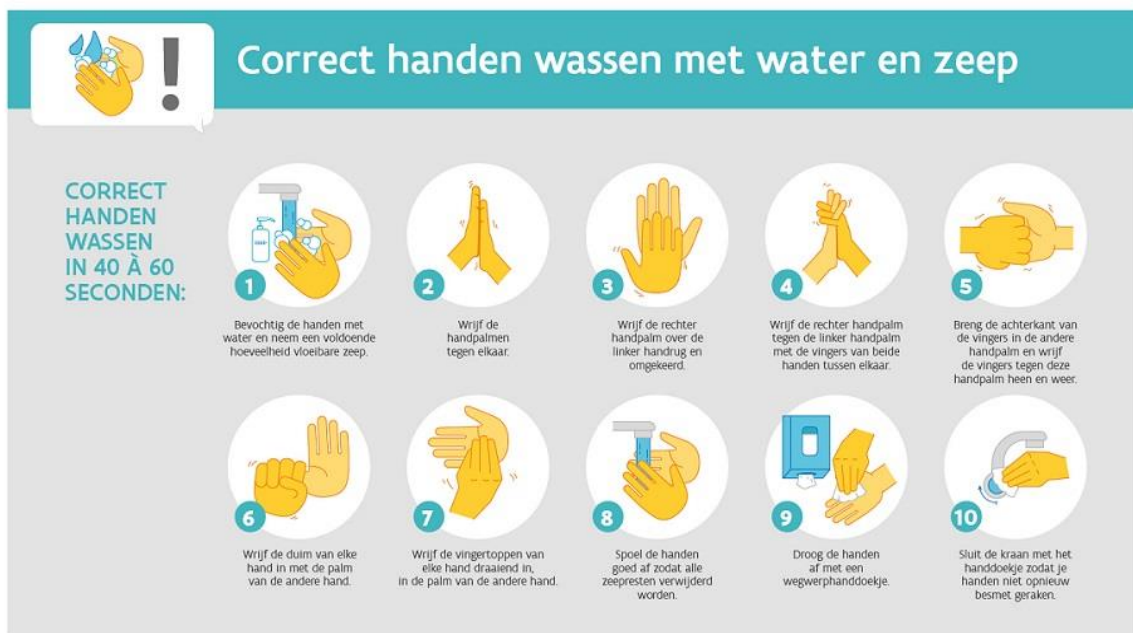 Correct handen wassen met water en zeep
CORRECT
HANDEN
WASSEN
IN 40 À 60
SECONDEN:
1
Bevochtig de handen met
water en neem een voldoende
hoeveelheid vloeibare zeep.
2
Wrijf de
handpalmen
tegen elkaar.
3
Wrijf de rechter
handpalm over de
linker handrug en
omgekeerd.
4
Wrijf de rechter handpalm
tegen de linker handpalm
met de vingers van beide
handen tussen elkaar.
5
Breng de achterkant van
de vingers in de andere
handpalm en wrijf
de vingers tegen deze
handpalm heen en weer.
6
Wrijf de duim van elke
hand in met de palm
van de andere hand.
7
Wrijf de vingertoppen van
elke hand draaiend in,
in de palm van de andere hand.
8
Spoel de handen
goed af zodat alle
zeepresten verwijderd
worden.
9
Droog de handen
af met een
wegwerphanddoekje.
10
Sluit de kraan met het
handdoekje zodat je
handen niet opnieuw
besmet geraken.